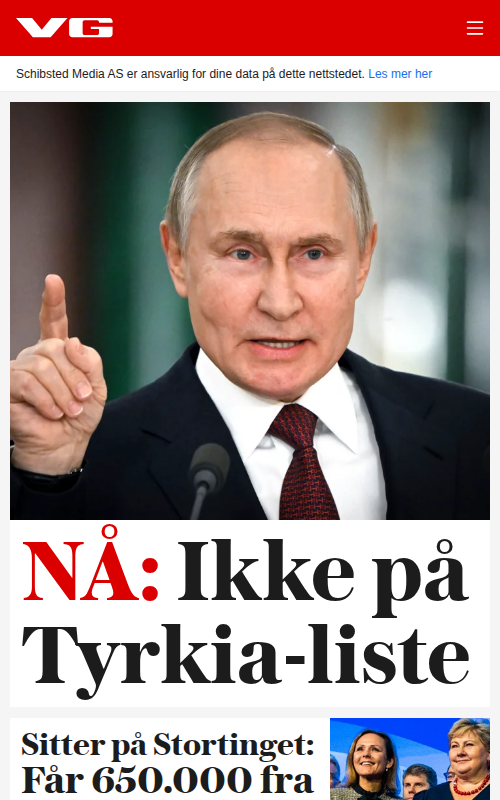 VG
Schibsted Media AS er ansvarlig for dine data på dette nettstedet. Les mer her
NÅ: Ikke på
Tyrkia-liste
Sitter på Stortinget:
Får 650.000 fra